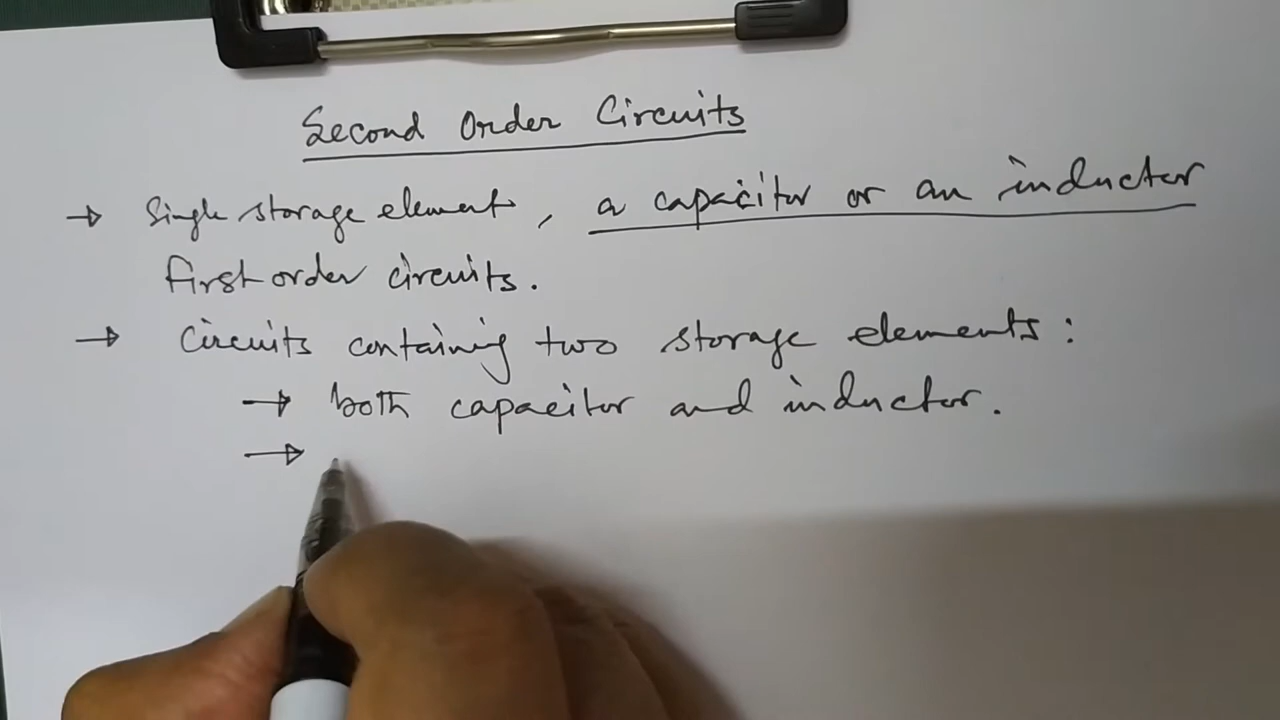 Second Order Circuits
→ Single storage element, a capacitor or an inductor
first order circuits.
→ Circuits containing two storage elements:
→ both capacitor and inductor.
→